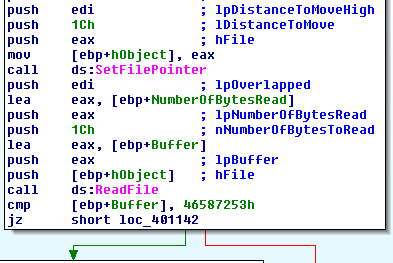 push edi ; lpDistanceToMoveHigh
push 1Ch ; lDistanceToMove
push eax ; hFile
mov [ebp+hObject], eax
call ds:SetFilePointer
push edi ; lpOverlapped
lea eax, [ebp+NumberOfBytesRead]
push eax ; lpNumberOfBytesRead
push 1Ch ; nNumberOfBytesToRead
lea eax, [ebp+Buffer]
push eax ; lpBuffer
push [ebp+hObject] ; hFile
call ds:ReadFile
cmp [ebp+Buffer], 46587253h
jz short loc_401142